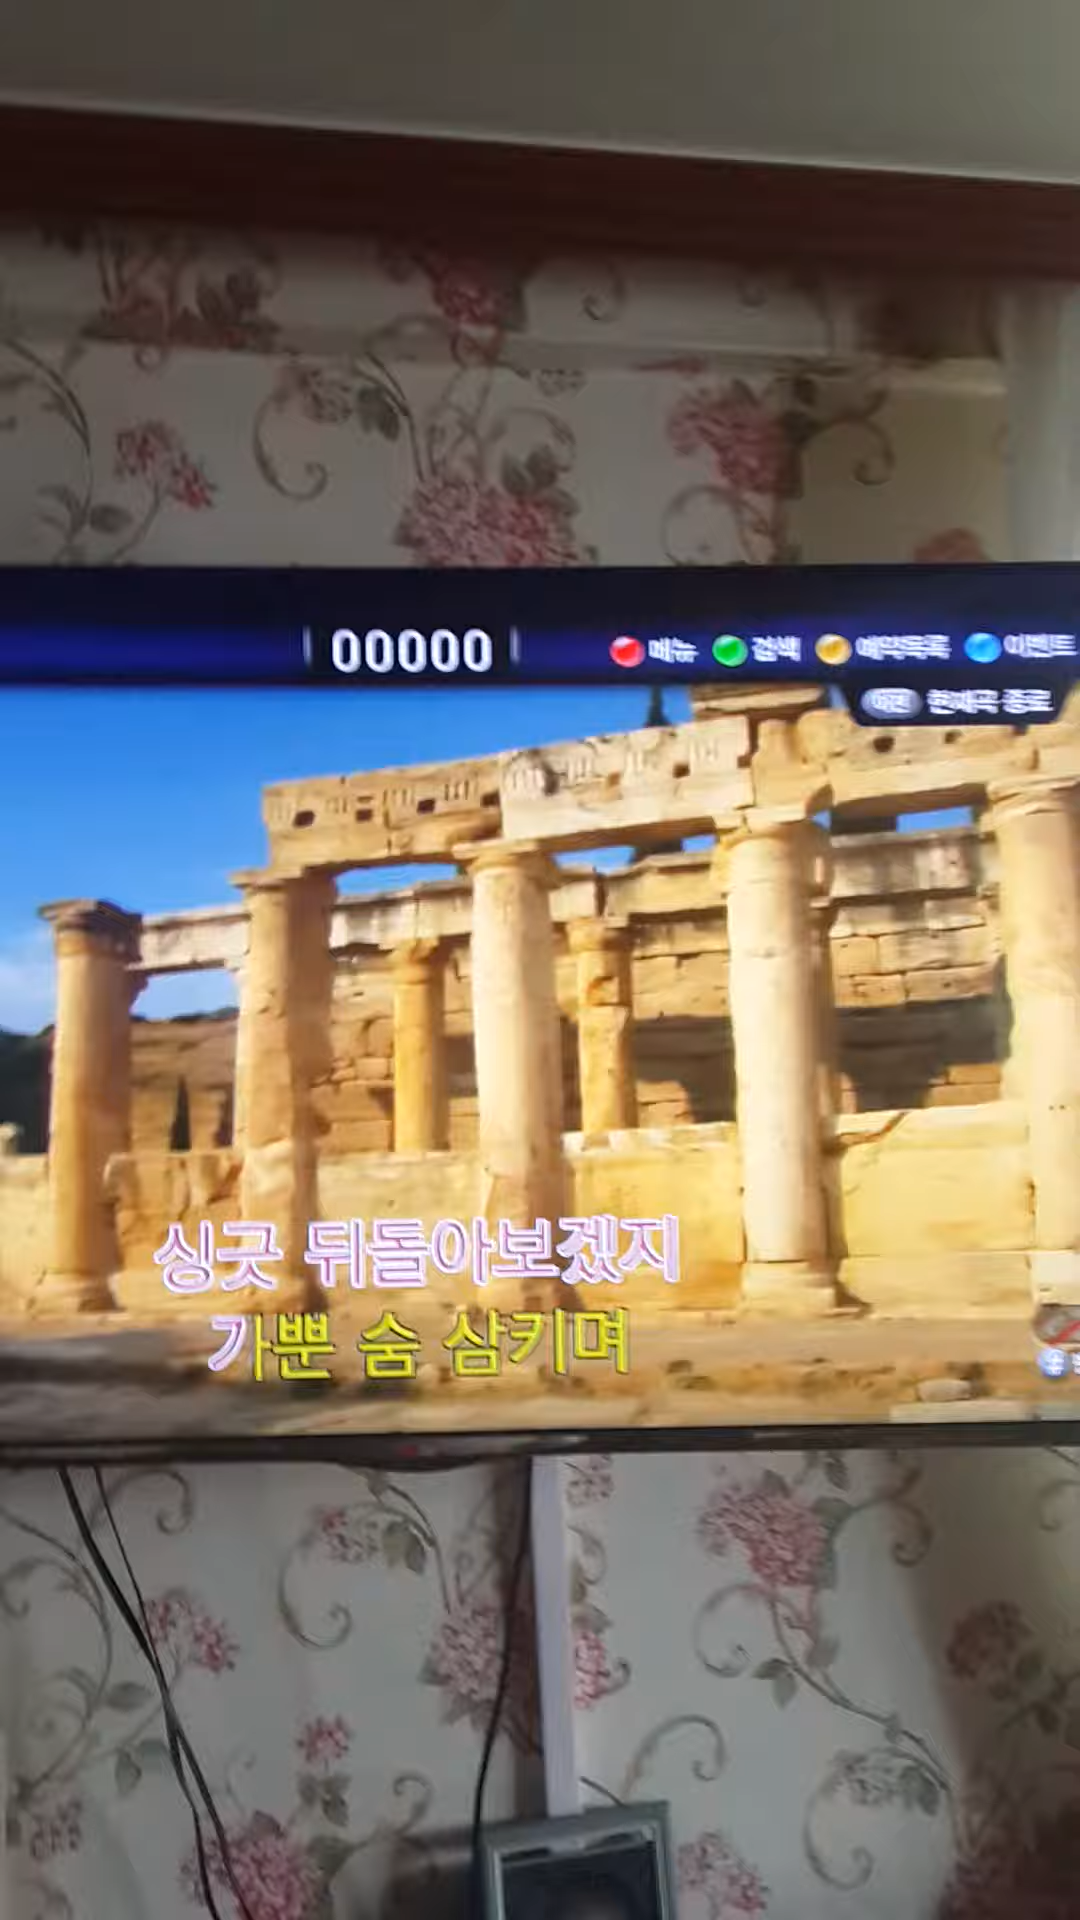 00000
메뉴 검색 예약목록 이벤트
현재곡 종료
싱긋 뒤돌아보겠지
가쁜 숨 삼키며